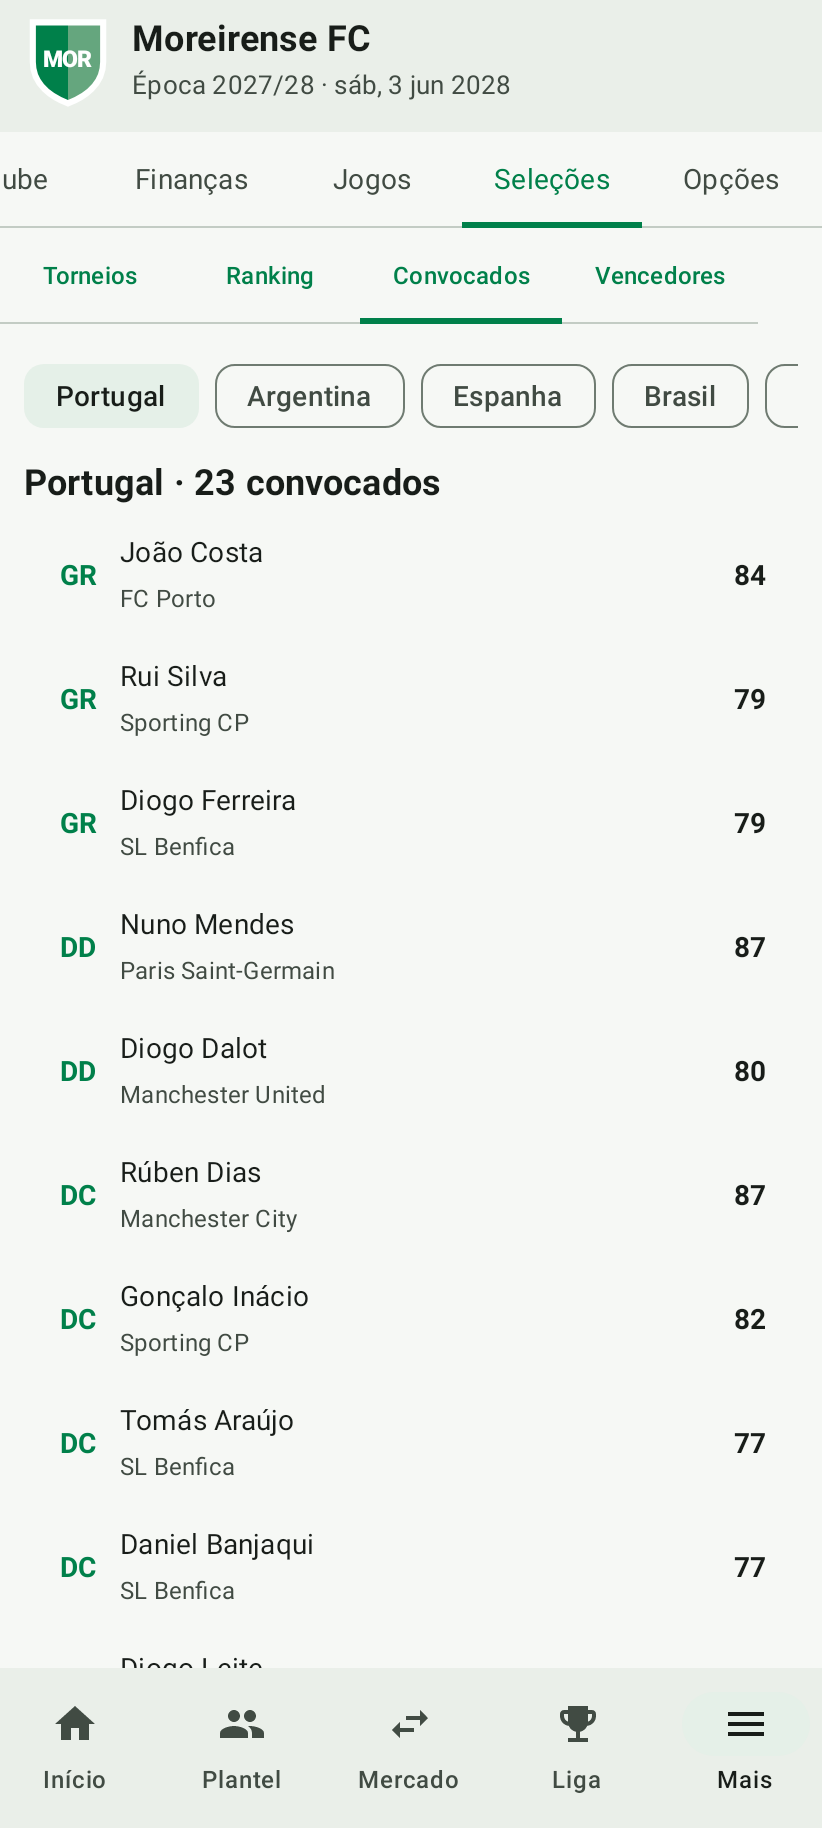 MOR
Moreirense FC
Época 2027/28 · sáb, 3 jun 2028
ube Finanças Jogos Seleções Opções
Torneios Ranking Convocados Vencedores
Portugal Argentina Espanha Brasil
Portugal · 23 convocados
João Costa
GR 84
FC Porto
Rui Silva
GR 79
Sporting CP
Diogo Ferreira
GR 79
SL Benfica
Nuno Mendes
DD 87
Paris Saint-Germain
Diogo Dalot
DD 80
Manchester United
Rúben Dias
DC 87
Manchester City
Gonçalo Inácio
DC 82
Sporting CP
Tomás Araújo
DC 77
SL Benfica
Daniel Banjaqui
DC 77
SL Benfica
Diogo Leite
Início Plantel Mercado Liga Mais